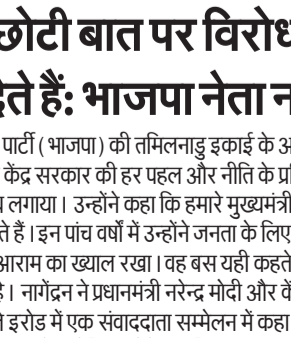 छोटी बात पर विरोध
देते हैं: भाजपा नेता न
पार्टी ( भाजपा ) की तमिलनाडु इकाई के अ
केंद्र सरकार की हर पहल और नीति के प्र
लगाया । उन्होंने कहा कि हमारे मुख्यमंत्री
ते हैं । इन पांच वर्षों में उन्होंने जनता के लिए
आराम का ख्याल रखा । वह बस यही कहते
है । नागेंद्रन ने प्रधानमंत्री नरेन्द्र मोदी और कें
इरोड में एक संवाददाता सम्मेलन में कहा